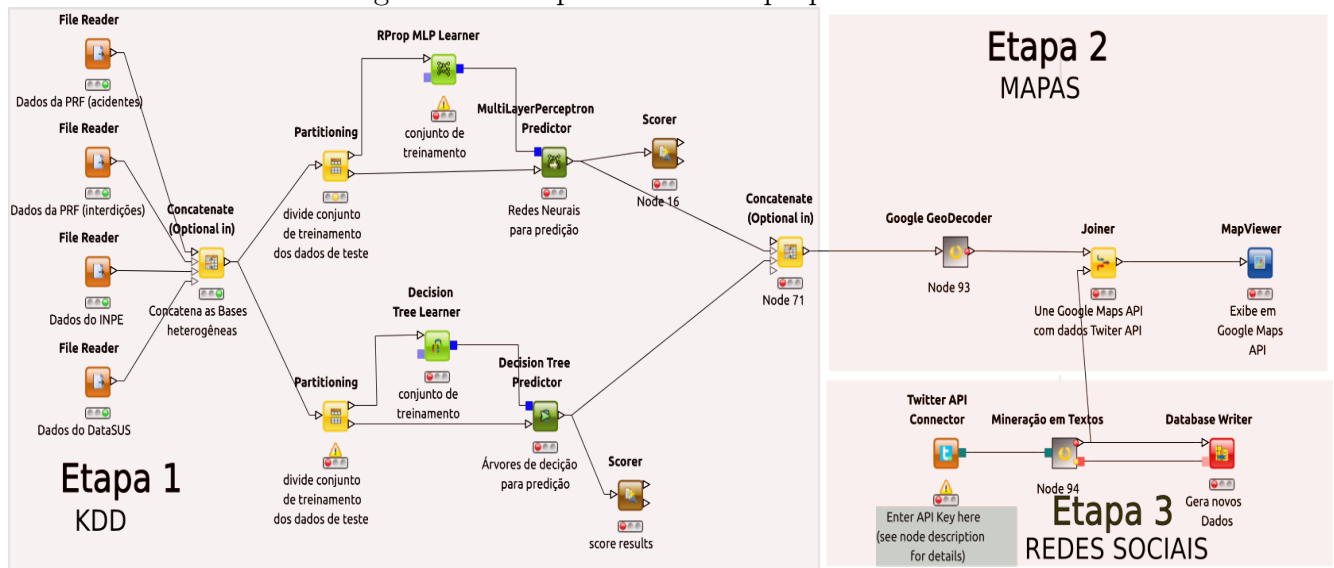 File Reader
Dados da PRF (acidentes)
File Reader
Dados da PRF (interdições)
File Reader
Dados do INPE
File Reader
Dados do DataSUS
Concatenate
(Optional in)
Concatena as Bases
heterogêneas
Etapa 1
KDD
Partitioning
divide conjunto
de treinamento
dos dados de teste
RProp MLP Learner
conjunto de
treinamento
MultiLayerPerceptron
Predictor
Redes Neurais
para predição
Scorer
Node 16
Partitioning
divide conjunto
de treinamento
dos dados de teste
Decision
Tree Learner
conjunto de
treinamento
Decision Tree
Predictor
Árvores de decição
para predição
Scorer
score results
Concatenate
(Optional in)
Node 71
Etapa 2
MAPAS
Google GeoDecoder
Node 93
Joiner
Une Google Maps API
com dados Twiter API
MapViewer
Exibe em
Google Maps
API
Twitter API
Connector
Enter API Key here
(see node description
for details)
Mineração em Textos
Node 94
Database Writer
Gera novos
Dados
Etapa 3
REDES SOCIAIS